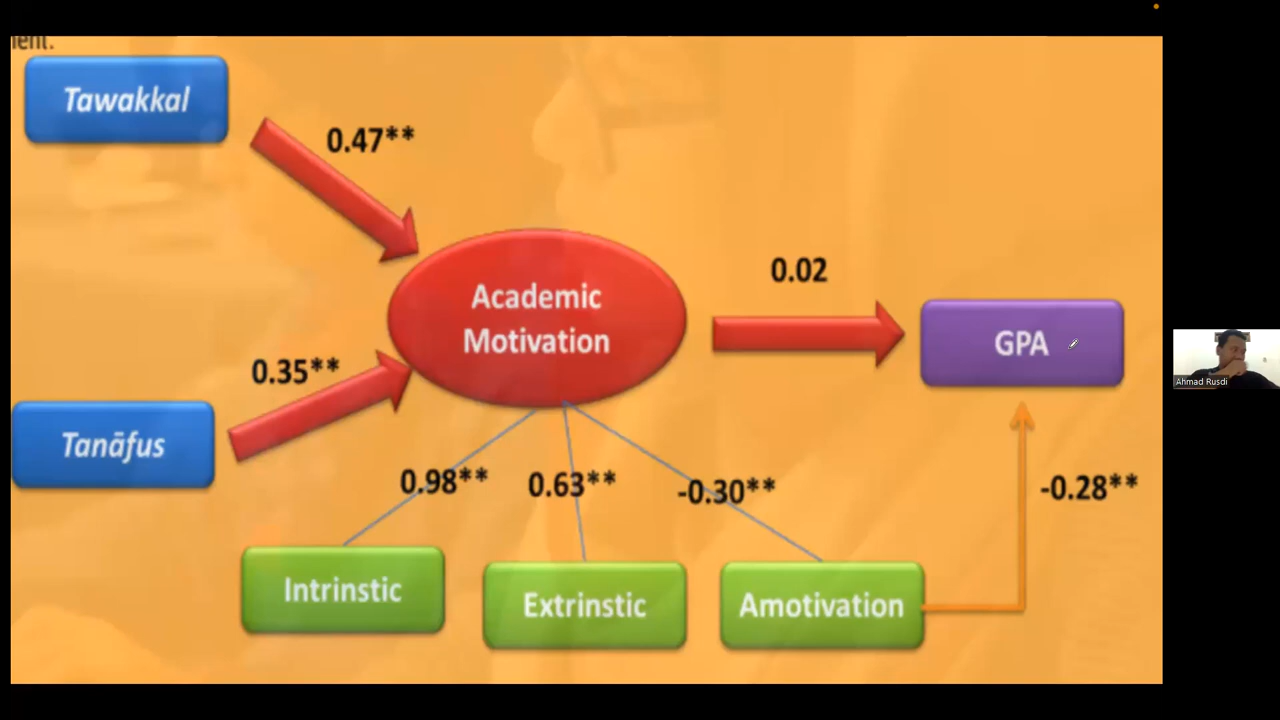 Tawakkal
0.47**
Academic
Motivation
0.02
GPA
0.35**
Tanāfus
0.98**
0.63**
-0.30**
-0.28**
Intrinstic
Extrinstic
Amotivation
Ahmad Rusdi